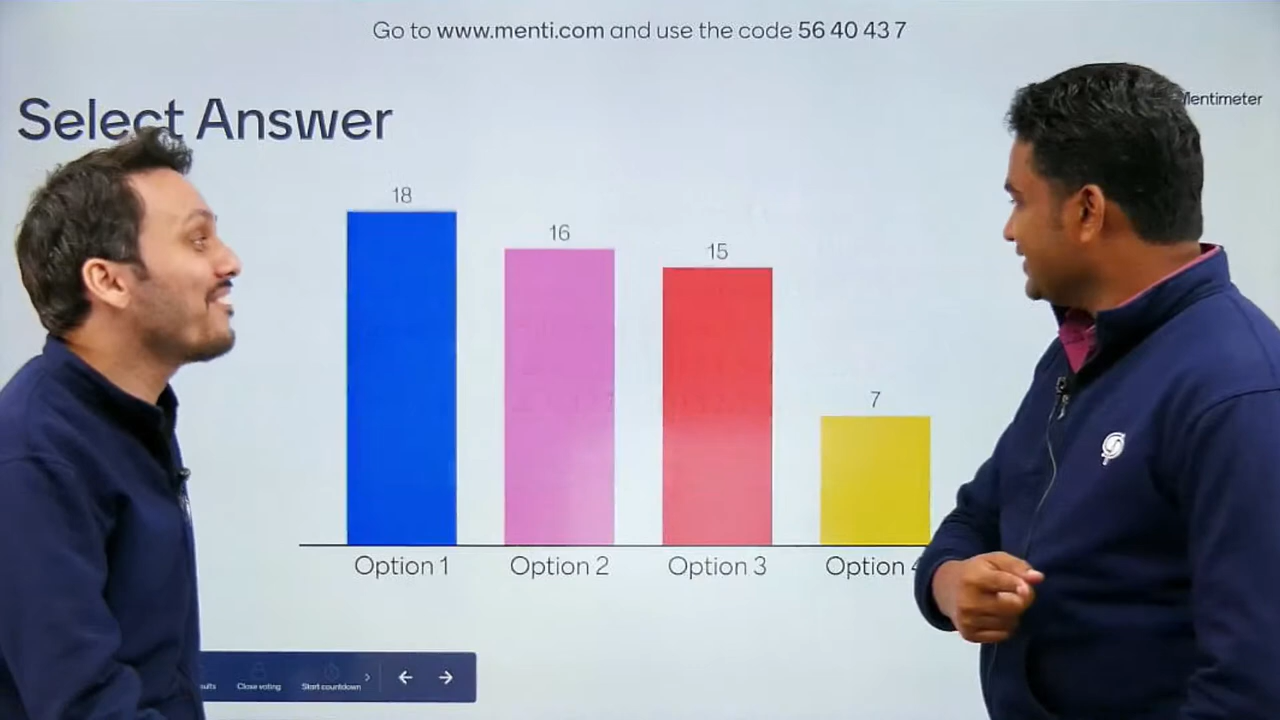 Go to www.menti.com and use the code 56 40 43 7
Mentimeter
Select Answer
18
16
15
7
Option 1
Option 2
Option 3
Option 4
Close voting
Start countdown